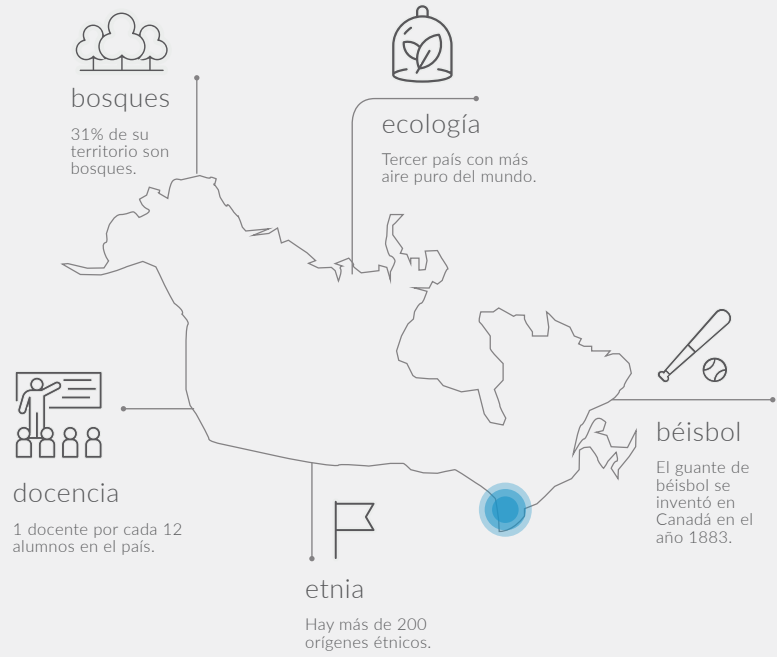 bosques
31% de su
territorio son
bosques.
ecología
Tercer país con más
aire puro del mundo.
béisbol
El guante de
béisbol se
inventó en
Canadá en el
año 1883.
docencia
1 docente por cada 12
alumnos en el país.
etnia
Hay más de 200
orígenes étnicos.